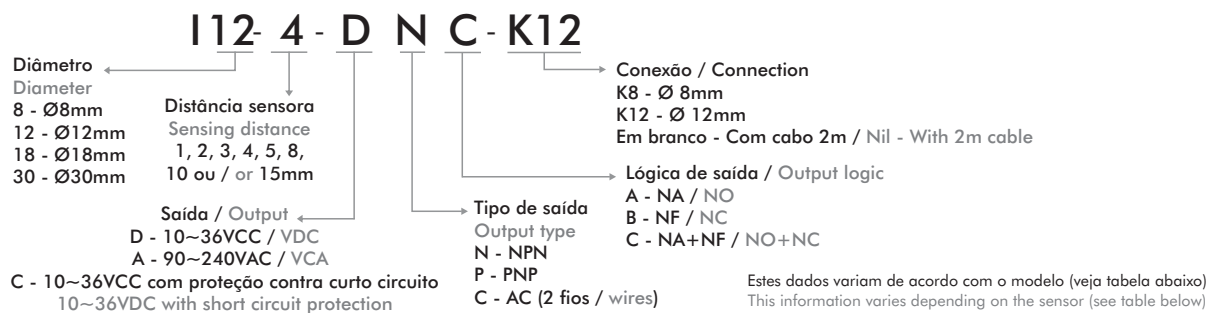 I12-4-DNC-K12
Diâmetro
Diameter
8 - Ø8mm
12 - Ø12mm
18 - Ø18mm
30 - Ø30mm
Distância sensora
Sensing distance
1, 2, 3, 4, 5, 8,
10 ou / or 15mm
Saída / Output
D - 10~36VCC / VDC
A - 90~240VAC / VCA
C - 10~36VCC com proteção contra curto circuito
10~36VDC with short circuit protection
Tipo de saída
Output type
N - NPN
P - PNP
C - AC (2 fios / wires)
Lógica de saída / Output logic
A - NA / NO
B - NF / NC
C - NA+NF / NO+NC
Conexão / Connection
K8 - Ø 8mm
K12 - Ø 12mm
Em branco - Com cabo 2m / Nil - With 2m cable
Estes dados variam de acordo com o modelo (veja tabela abaixo)
This information varies depending on the sensor (see table below)